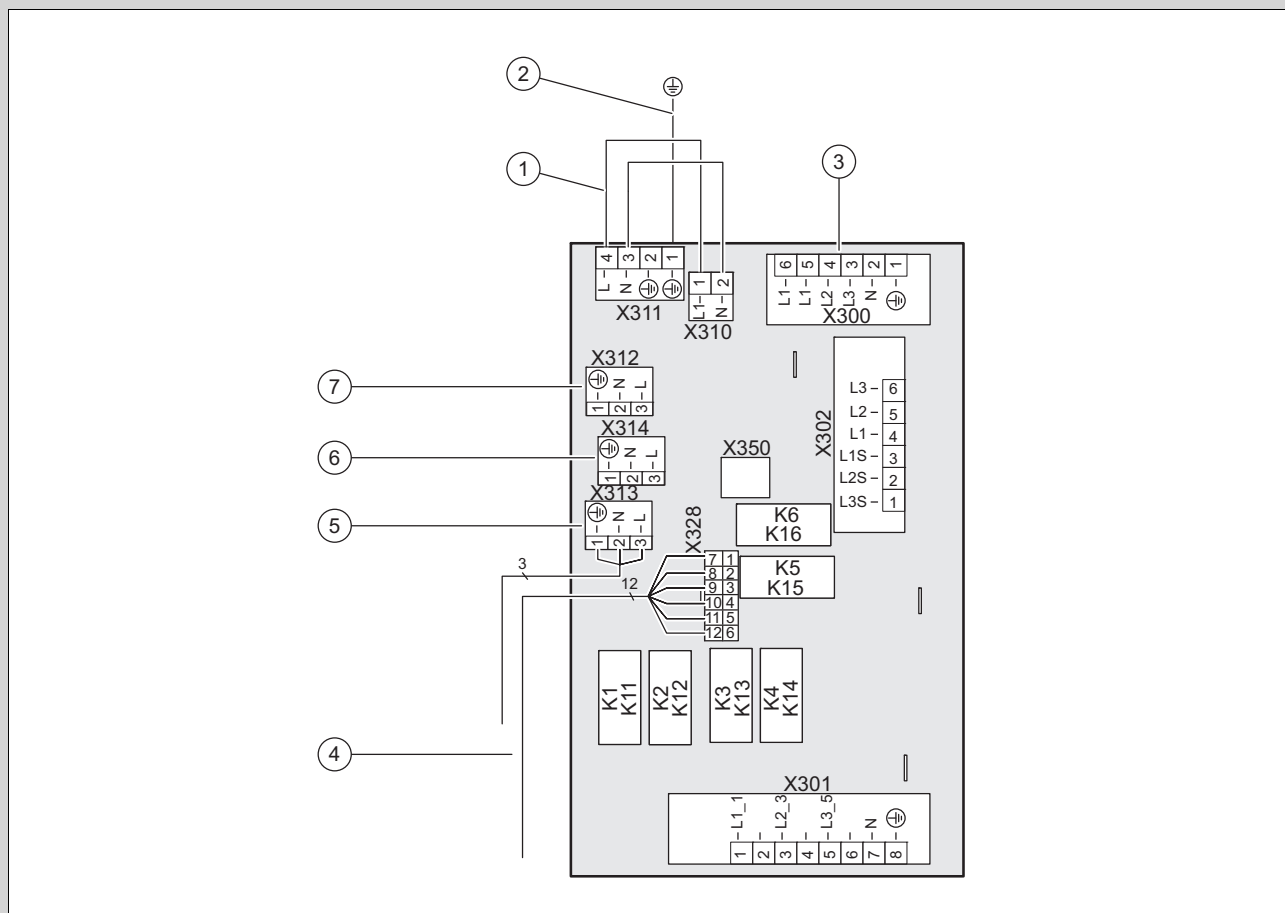 2
1
3
4 3 2 1
L- N- ⏚ ⏚
X311
1 2
L1- N-
X310
6 5 4 3 2 1
L1- L1- L2- L3- N- ⏚-
X300
7
X312
⏚- -N -L
1 2 3
6
X314
⏚- -N -L
1 2 3
5
X313
⏚- -N -L
1 2 3
X350
X302
L3- 6
L2- 5
L1- 4
L1S- 3
L2S- 2
L3S- 1
K6
K16
K5
K15
X328
7 1
8 2
9 3
10 4
11 5
12 6
3
12
4
K1
K11
K2
K12
K3
K13
K4
K14
X301
-L1_1 - -L2_3 - -L3_5 - -N -⏚
1 2 3 4 5 6 7 8